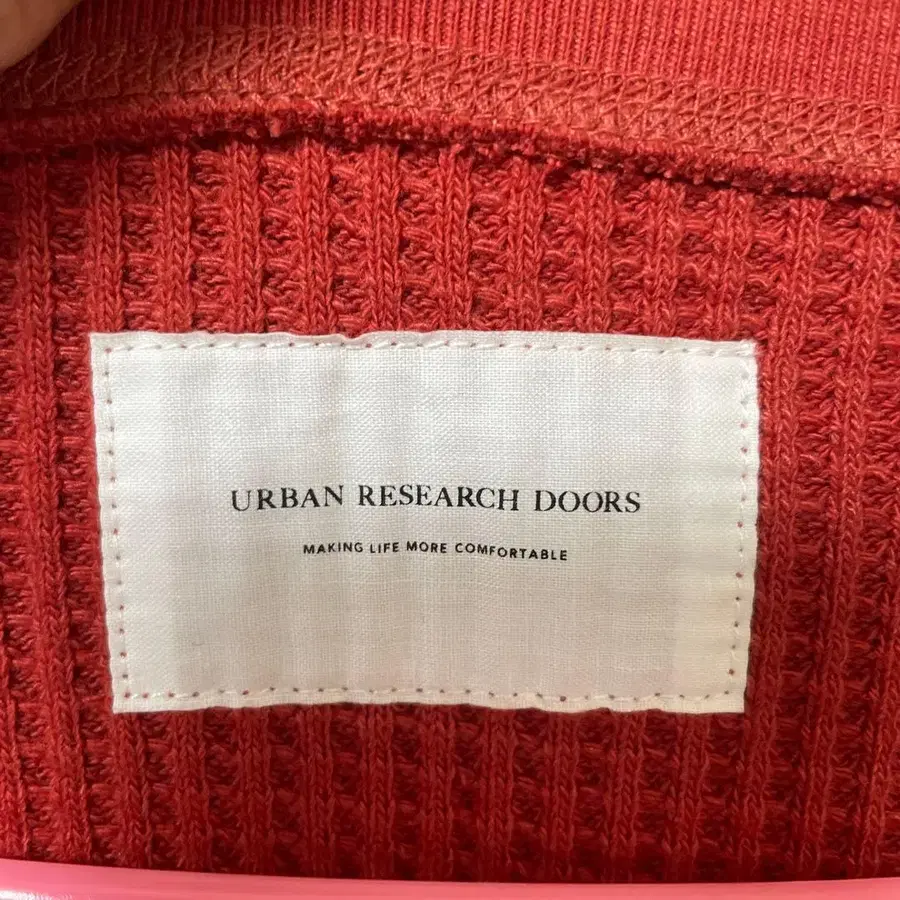 URBAN RESEARCH DOORS
MAKING LIFE MORE COMFORTABLE